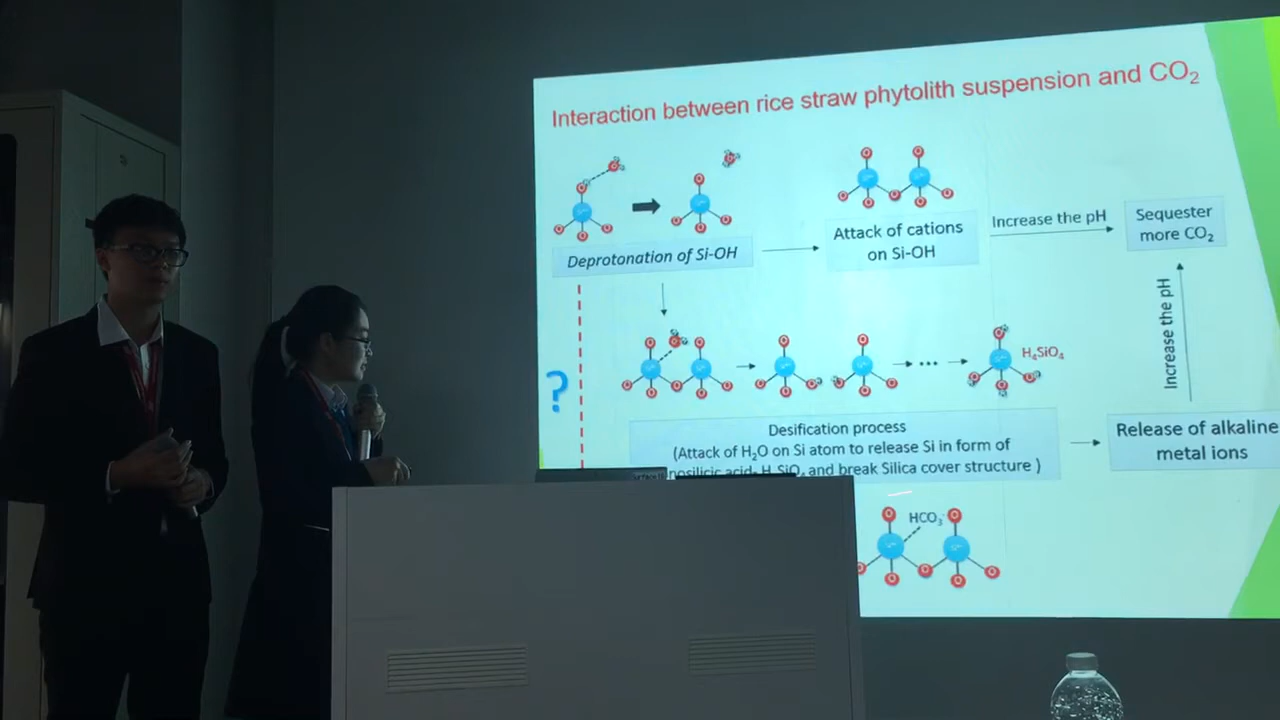 Interaction between rice straw phytolith suspension and CO₂
Deprotonation of Si-OH
Attack of cations
on Si-OH
Increase the pH
Sequester
more CO₂
Increase the pH
?
H₄SiO₄
Desification process
(Attack of H₂O on Si atom to release Si in form of
and break Silica cover structure )
Release of alkaline
metal ions
HCO₃⁻